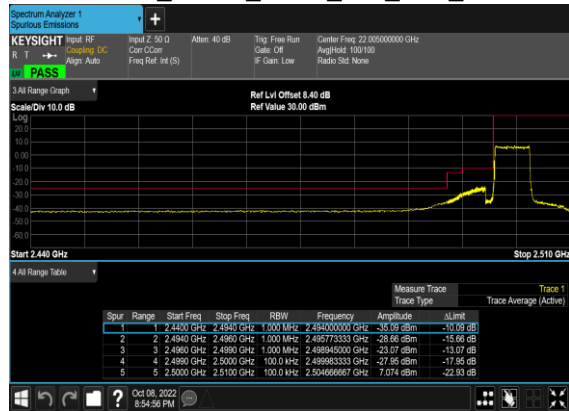 Spectrum Analyzer 1
Spurious Emissions
KEYSIGHT Input: RF Input Z: 50 Ω Atten: 40 dB Trig: Free Run Center Freq: 22.005000000 GHz
R T Coupling: DC Corr CCorr Gate: Off Avg|Hold: 100/100
Align: Auto Freq Ref: Int (S) IF Gain: Low Radio Std: None
PASS
3 All Range Graph
Ref Lvl Offset 8.40 dB
Scale/Div 10.0 dB Ref Value 30.00 dBm
Log
20.0
10.0
0.00
-10.0
-20.0
-30.0
-40.0
-50.0
-60.0
Start 2.440 GHz Stop 2.510 GHz
4 All Range Table
Measure Trace Trace 1
Trace Type Trace Average (Active)
Spur Range Start Freq Stop Freq RBW Frequency Amplitude ΔLimit
1 1 2.4400 GHz 2.4940 GHz 1.000 MHz 2.494000000 GHz -35.09 dBm -10.09 dB
2 2 2.4940 GHz 2.4960 GHz 1.000 MHz 2.495773333 GHz -28.66 dBm -15.66 dB
3 3 2.4960 GHz 2.4990 GHz 1.000 MHz 2.498945000 GHz -23.07 dBm -13.07 dB
4 4 2.4990 GHz 2.5000 GHz 100.0 kHz 2.499983333 GHz -27.95 dBm -17.95 dB
5 5 2.5000 GHz 2.5100 GHz 100.0 kHz 2.504666667 GHz 7.074 dBm -22.93 dB
?
Oct 08, 2022
8:54:56 PM